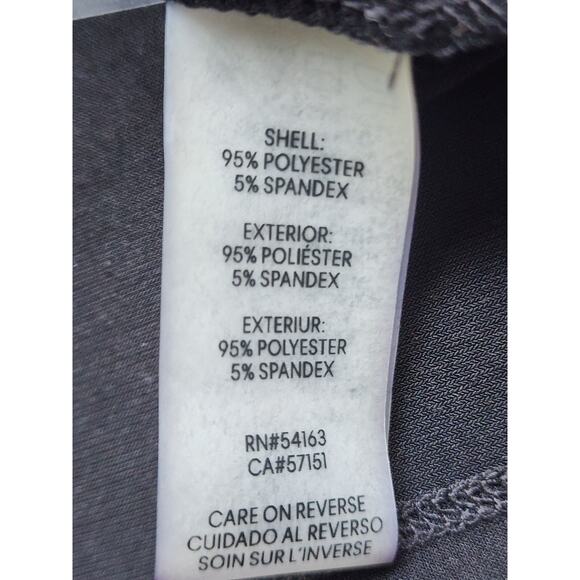 SHELL:
95% POLYESTER
5% SPANDEX
EXTERIOR:
95% POLIÉSTER
5% SPANDEX
EXTERIUR:
95% POLYESTER
5% SPANDEX
RN#54163
CA#57151
CARE ON REVERSE
CUIDADO AL REVERSO
SOIN SUR L'INVERSE